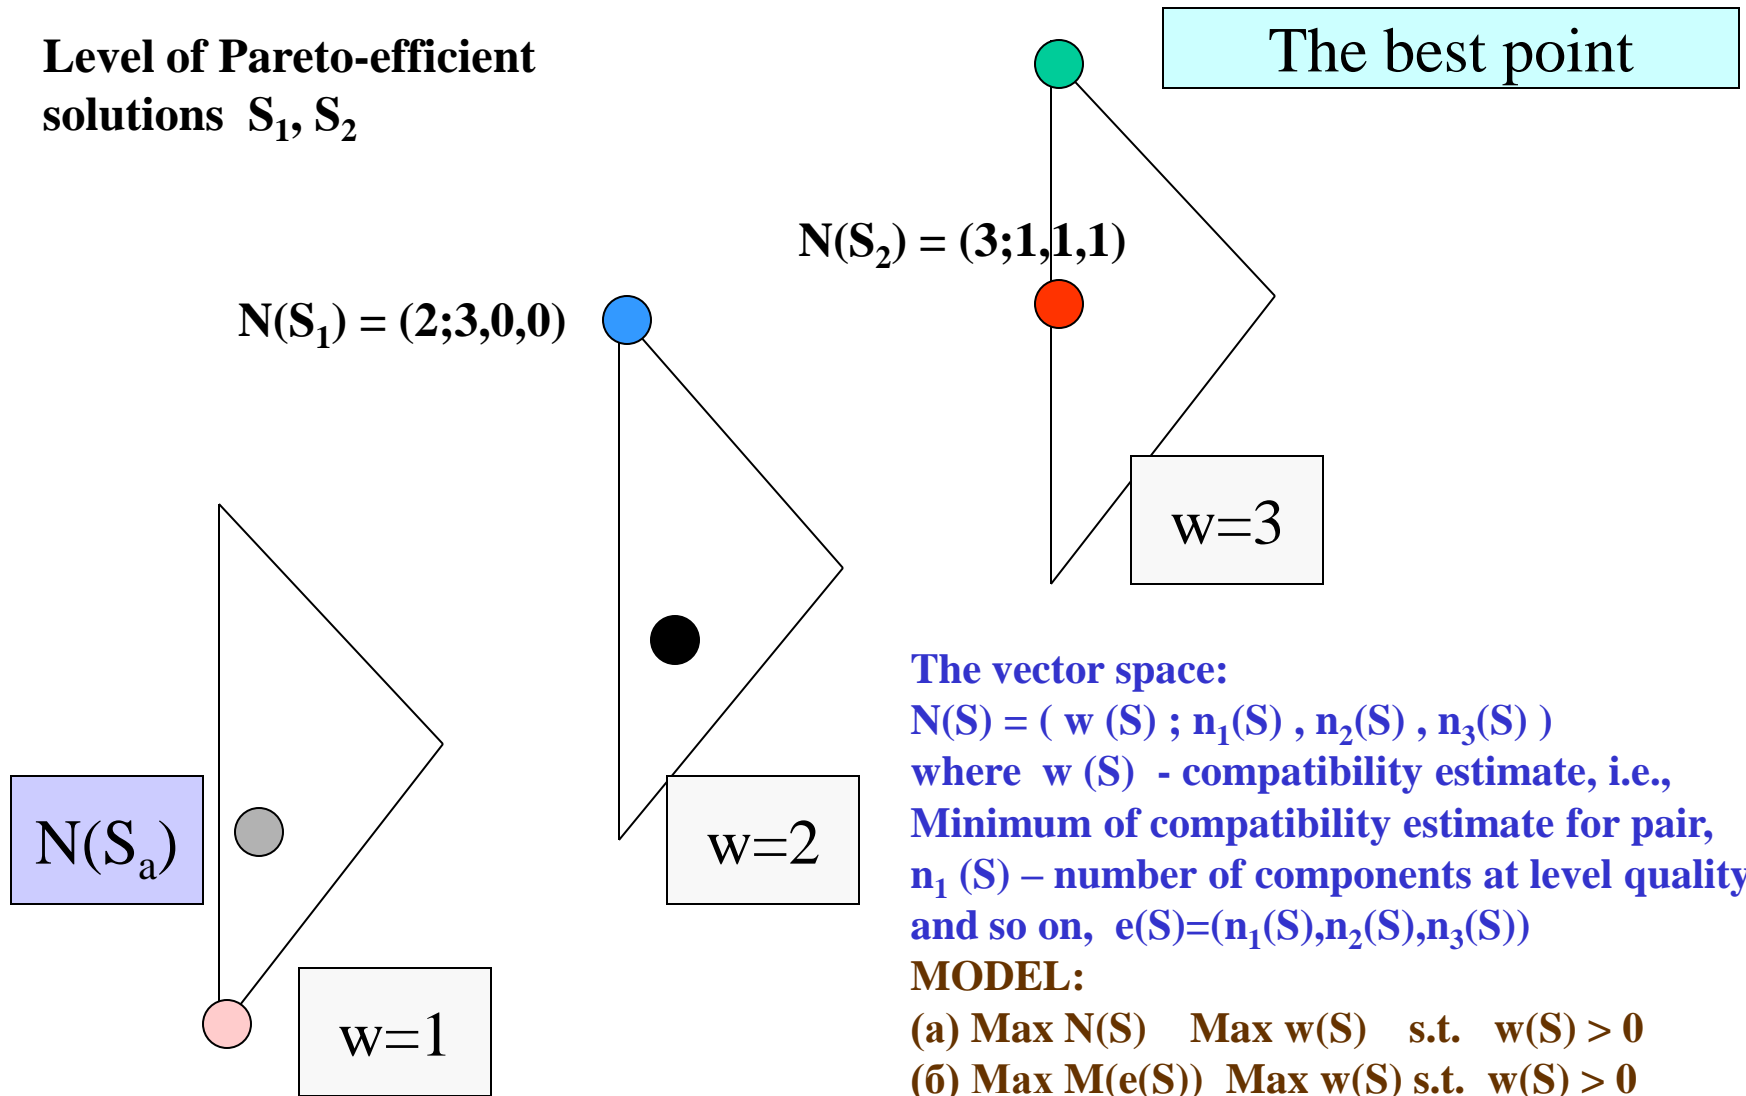 Level of Pareto-efficient
solutions S₁, S₂
The best point
N(S₂) = (3;1,1,1)
N(S₁) = (2;3,0,0)
w=3
The vector space:
N(S) = ( w (S) ; n₁(S) , n₂(S) , n₃(S) )
where w (S) - compatibility estimate, i.e.,
Minimum of compatibility estimate for pair,
n₁ (S) – number of components at level quality
and so on, e(S)=(n₁(S),n₂(S),n₃(S))
MODEL:
(a) Max N(S) Max w(S) s.t. w(S) > 0
(б) Max M(e(S)) Max w(S) s.t. w(S) > 0
N(Sₐ)
w=2
w=1